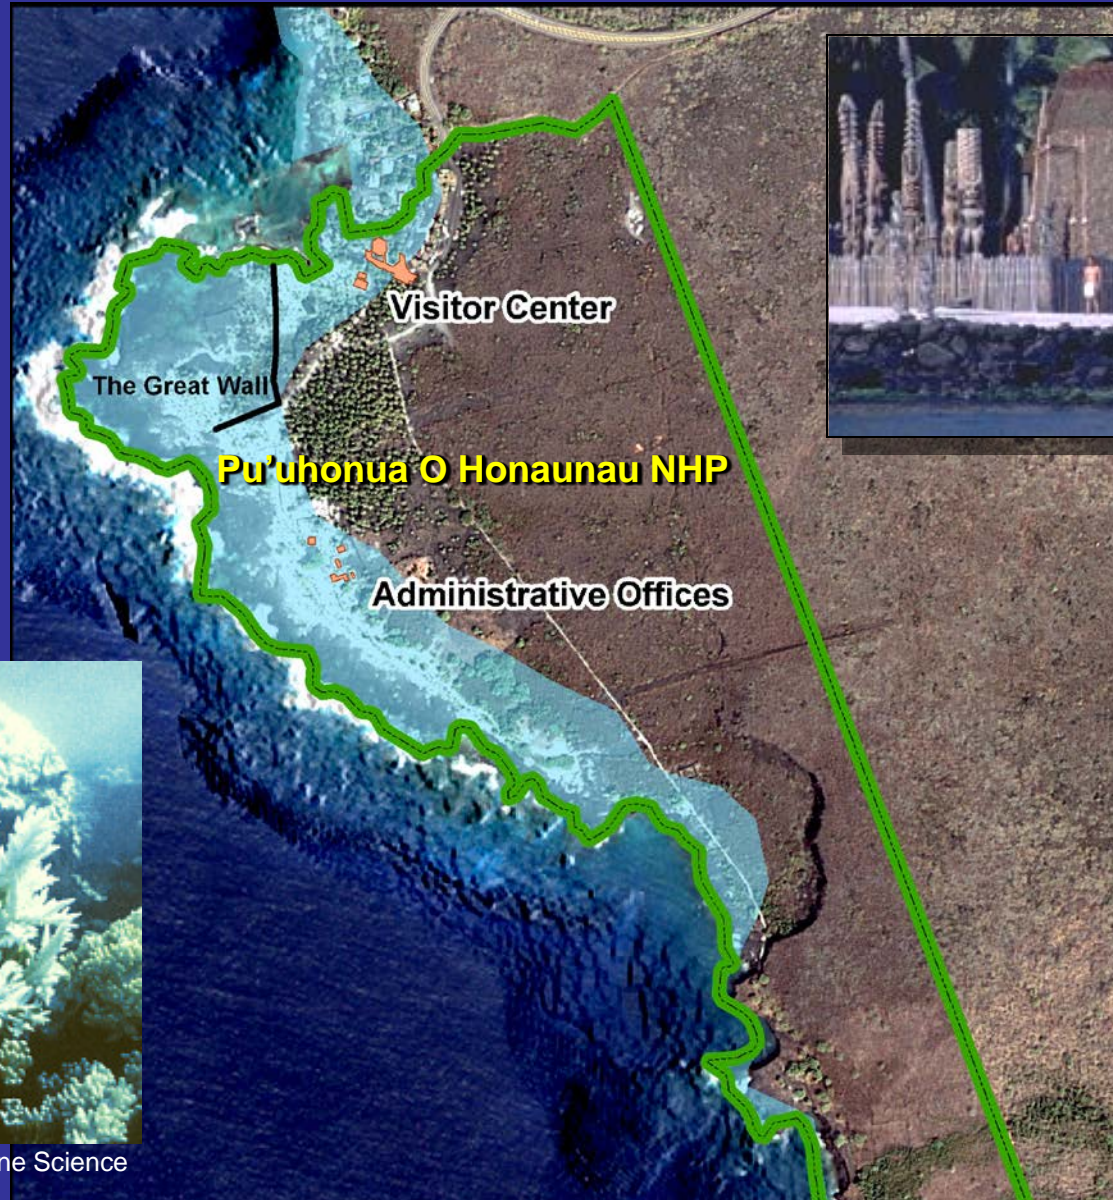 Visitor Center
The Great Wall
Pu'uhonua O Honaunau NHP
Administrative Offices
ne Science